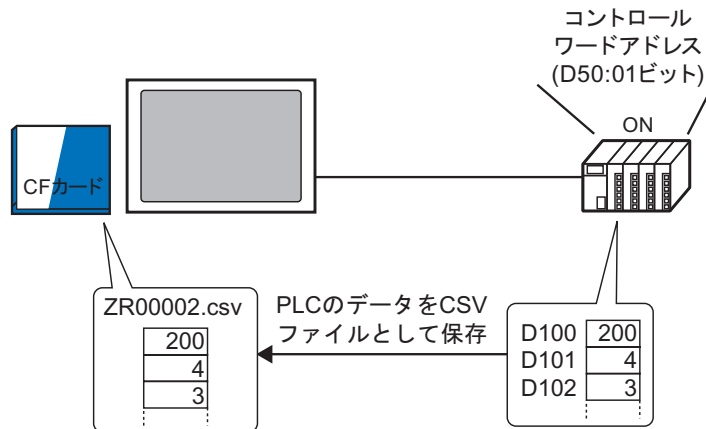 コントロール
ワードアドレス
(D50:01ビット)
ON
CFカード
ZR00002.csv
200
4
3
PLCのデータをCSV
ファイルとして保存
D100 200
D101 4
D102 3